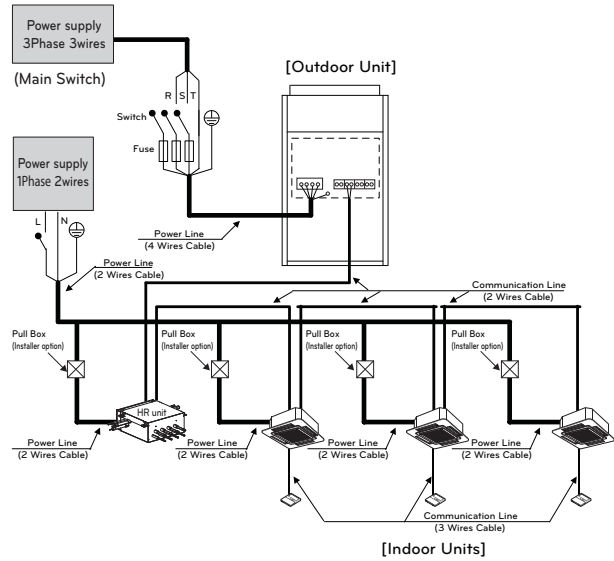 Power supply
3Phase 3wires
(Main Switch)
[Outdoor Unit]
R S T
Switch
Fuse
Power supply
1Phase 2wires
L N
Power Line
(4 Wires Cable)
Power Line
(2 Wires Cable)
Communication Line
(2 Wires Cable)
Pull Box
(Installer option)
Pull Box
(Installer option)
Pull Box
(Installer option)
Pull Box
(Installer option)
HR unit
Power Line
(2 Wires Cable)
Power Line
(2 Wires Cable)
Power Line
(2 Wires Cable)
Power Line
(2 Wires Cable)
Communication Line
(3 Wires Cable)
[Indoor Units]